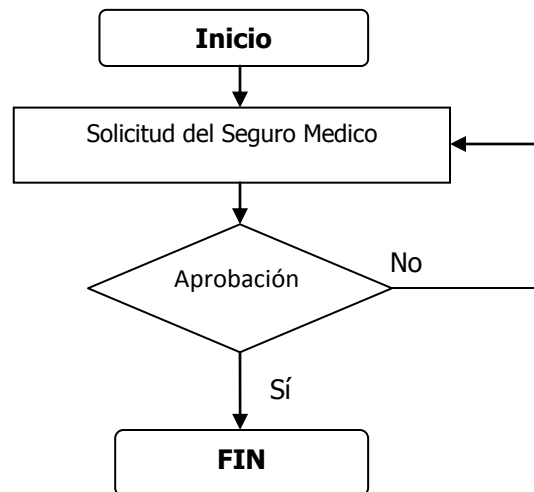 Inicio
Solicitud del Seguro Medico
Aprobación
No
Sí
FIN